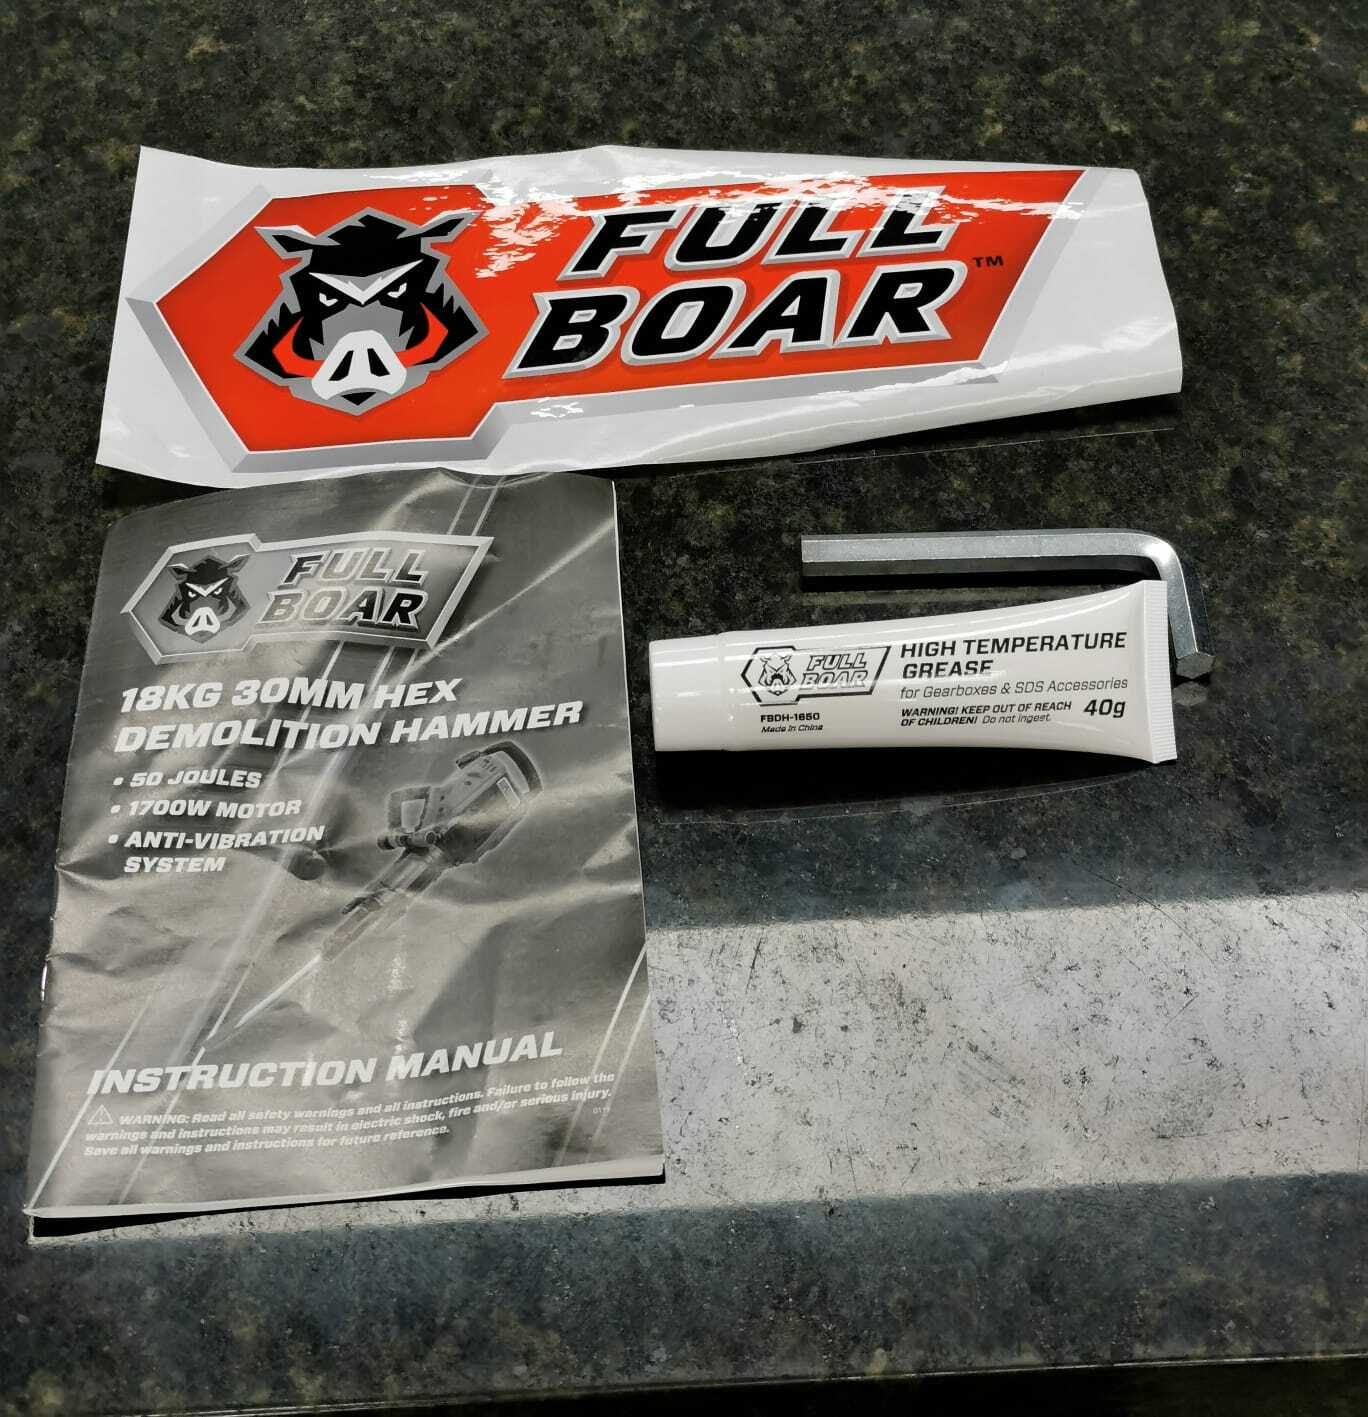 FULL
BOAR™
FULL
BOAR
18KG 30MM HEX
DEMOLITION HAMMER
• 50 JOULES
• 1700W MOTOR
• ANTI-VIBRATION
SYSTEM
INSTRUCTION MANUAL
WARNING: Read all safety warnings and all instructions. Failure to follow the
warnings and instructions may result in electric shock, fire and/or serious injury.
Save all warnings and instructions for future reference.
FULL
BOAR
FBDH-1650
Made in China
HIGH TEMPERATURE
GREASE
for Gearboxes & SDS Accessories
WARNING! KEEP OUT OF REACH
OF CHILDREN! Do not ingest.
40g